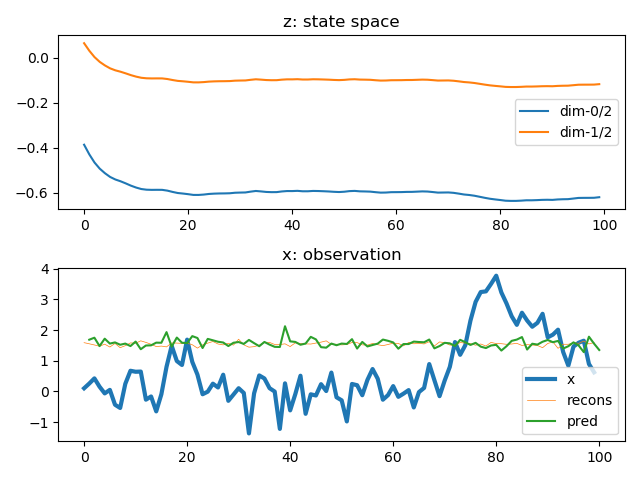 z: state space
0.0
−0.2
−0.4
−0.6
dim-0/2
dim-1/2
0 20 40 60 80 100
x: observation
4
3
2
1
0
−1
x
recons
pred
0 20 40 60 80 100